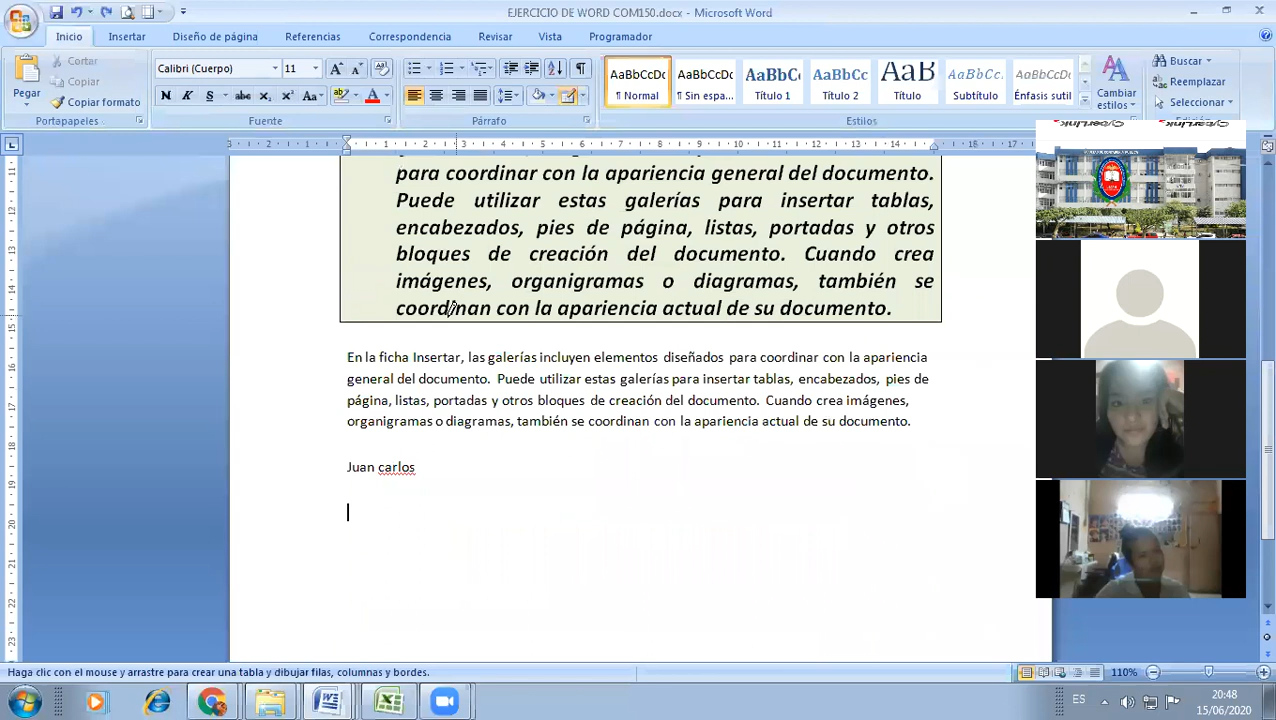 EJERCICIO DE WORD COM150.docx - Microsoft Word
Inicio
Insertar
Diseño de página
Referencias
Correspondencia
Revisar
Vista
Programador
Pegar
Cortar
Copiar
Copiar formato
Portapapeles
Calibri (Cuerpo)
11
Fuente
Párrafo
AaBbCcDc
¶ Normal
AaBbCcDc
¶ Sin espa...
AaBbC
Título 1
AaBbCc
Título 2
AaB
Título
AaBbCc.
Subtítulo
AaBbCcDc
Énfasis sutil
Cambiar
estilos
Estilos
Buscar
Reemplazar
Seleccionar
para coordinar con la apariencia general del documento.
Puede utilizar estas galerías para insertar tablas,
encabezados, pies de página, listas, portadas y otros
bloques de creación del documento. Cuando crea
imágenes, organigramas o diagramas, también se
coordinan con la apariencia actual de su documento.
En la ficha Insertar, las galerías incluyen elementos diseñados para coordinar con la apariencia
general del documento. Puede utilizar estas galerías para insertar tablas, encabezados, pies de
página, listas, portadas y otros bloques de creación del documento. Cuando crea imágenes,
organigramas o diagramas, también se coordinan con la apariencia actual de su documento.
Juan carlos
Haga clic con el mouse y arrastre para crear una tabla y dibujar filas, columnas y bordes.
110%
ES
20:48
15/06/2020